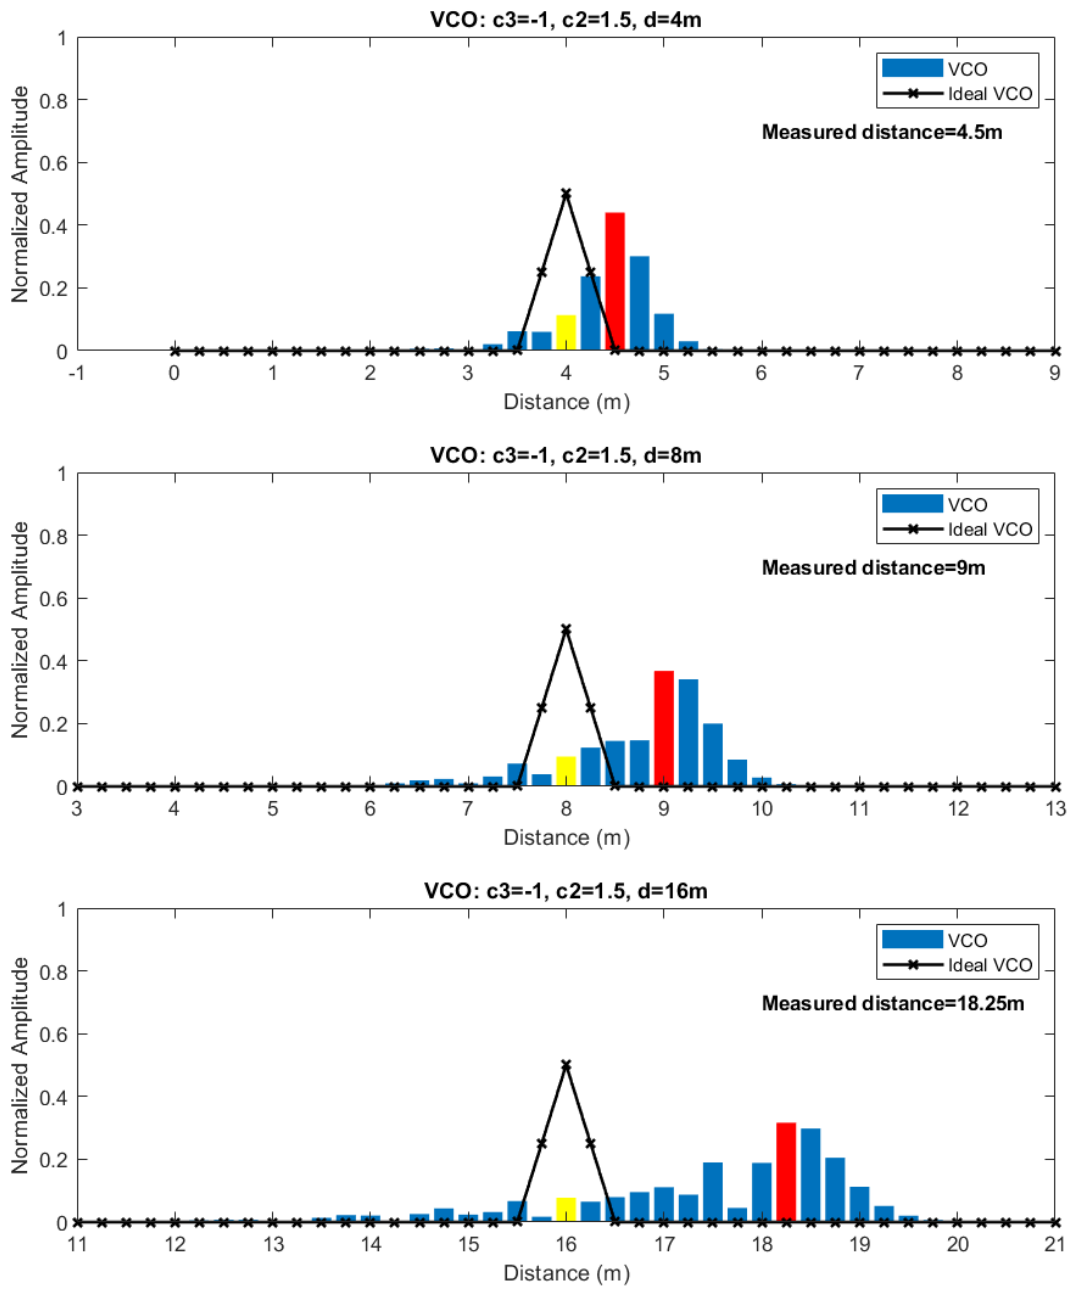 VCO: c3=-1, c2=1.5, d=4m
Normalized Amplitude
1
0.8
0.6
0.4
0.2
0
VCO
Ideal VCO
Measured distance=4.5m
-1 0 1 2 3 4 5 6 7 8 9
Distance (m)
VCO: c3=-1, c2=1.5, d=8m
Normalized Amplitude
1
0.8
0.6
0.4
0.2
0
VCO
Ideal VCO
Measured distance=9m
3 4 5 6 7 8 9 10 11 12 13
Distance (m)
VCO: c3=-1, c2=1.5, d=16m
Normalized Amplitude
1
0.8
0.6
0.4
0.2
0
VCO
Ideal VCO
Measured distance=18.25m
11 12 13 14 15 16 17 18 19 20 21
Distance (m)